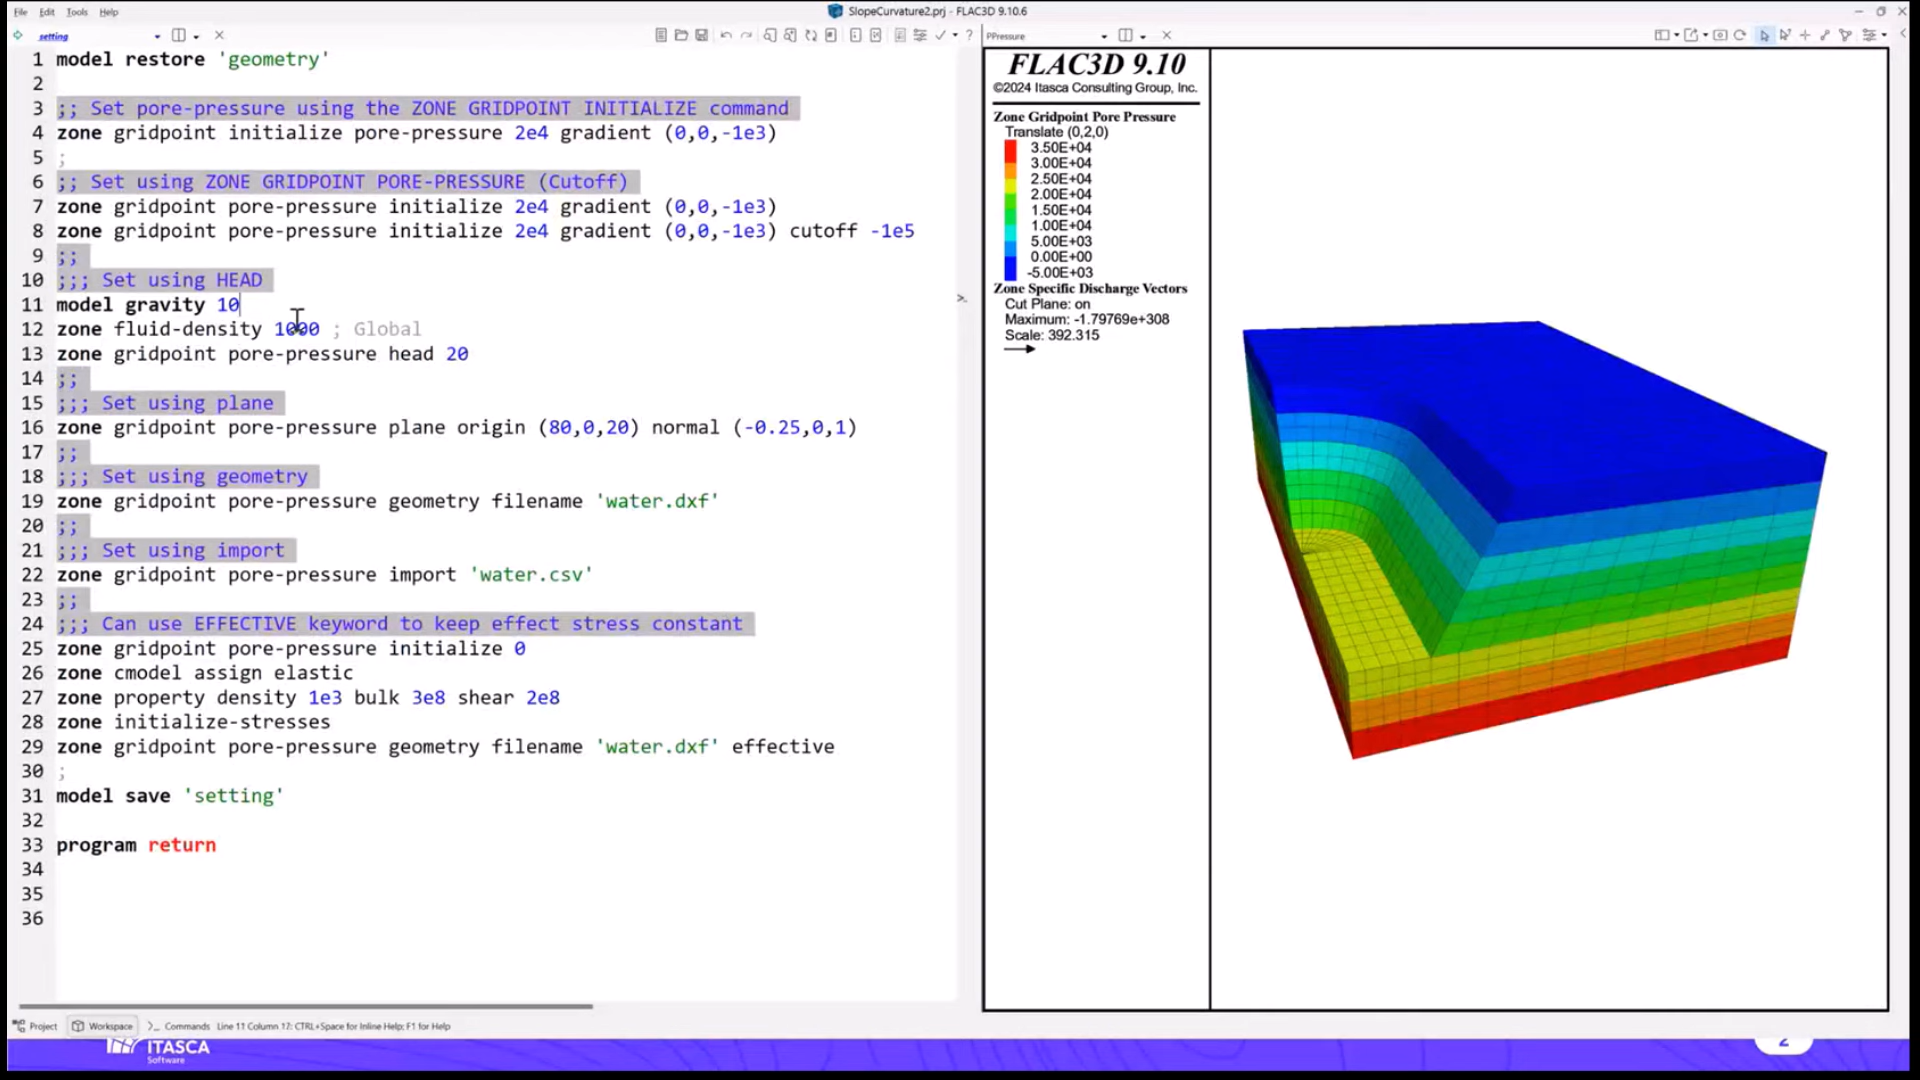 File Edit Tools Help
SlopeCurvature2.prj - FLAC3D 9.10.6
setting
PPressure
1 model restore 'geometry'
2
3 ;; Set pore-pressure using the ZONE GRIDPOINT INITIALIZE command
4 zone gridpoint initialize pore-pressure 2e4 gradient (0,0,-1e3)
5 ;
6 ;; Set using ZONE GRIDPOINT PORE-PRESSURE (Cutoff)
7 zone gridpoint pore-pressure initialize 2e4 gradient (0,0,-1e3)
8 zone gridpoint pore-pressure initialize 2e4 gradient (0,0,-1e3) cutoff -1e5
9 ;;
10 ;;; Set using HEAD
11 model gravity 10
12 zone fluid-density 1000 ; Global
13 zone gridpoint pore-pressure head 20
14 ;;
15 ;;; Set using plane
16 zone gridpoint pore-pressure plane origin (80,0,20) normal (-0.25,0,1)
17 ;;
18 ;;; Set using geometry
19 zone gridpoint pore-pressure geometry filename 'water.dxf'
20 ;;
21 ;;; Set using import
22 zone gridpoint pore-pressure import 'water.csv'
23 ;;
24 ;;; Can use EFFECTIVE keyword to keep effect stress constant
25 zone gridpoint pore-pressure initialize 0
26 zone cmodel assign elastic
27 zone property density 1e3 bulk 3e8 shear 2e8
28 zone initialize-stresses
29 zone gridpoint pore-pressure geometry filename 'water.dxf' effective
30 ;
31 model save 'setting'
32
33 program return
34
35
36
FLAC3D 9.10
©2024 Itasca Consulting Group, Inc.
Zone Gridpoint Pore Pressure
Translate (0,2,0)
3.50E+04
3.00E+04
2.50E+04
2.00E+04
1.50E+04
1.00E+04
5.00E+03
0.00E+00
-5.00E+03
Zone Specific Discharge Vectors
Cut Plane: on
Maximum: -1.79769e+308
Scale: 392.315
Project Workspace Commands Line 11 Column 17: CTRL+Space for Inline Help; F1 for Help
ITASCA
Software
2